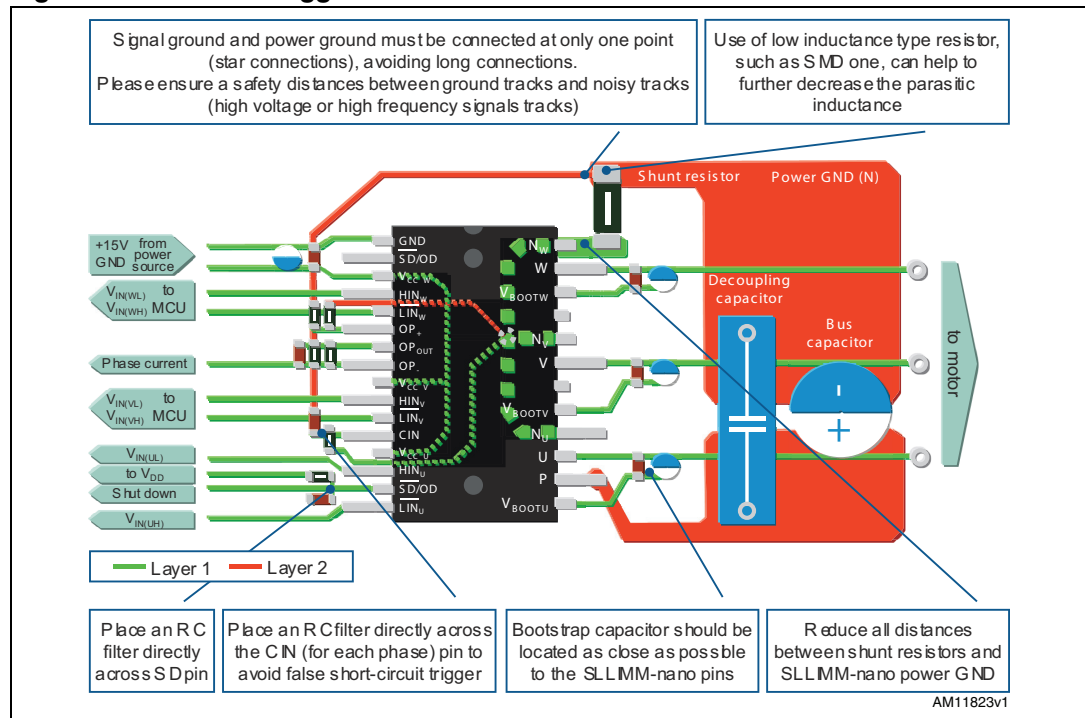 Signal ground and power ground must be connected at only one point
(star connections), avoiding long connections.
Please ensure a safety distances between ground tracks and noisy tracks
(high voltage or high frequency signals tracks)
Use of low inductance type resistor,
such as SMD one, can help to
further decrease the parasitic
inductance
Shunt resistor
Power GND (N)
+15V from
GND power
source
VIN(WL) to
VIN(WH) MCU
Phase current
VIN(VL) to
VIN(VH) MCU
VIN(UL)
to VDD
Shut down
VIN(UH)
GND
SD/OD
VCC W
HINW
LINW
OP+
OPOUT
OP-
VCC V
HINV
LINV
CIN
VCC U
HINU
SD/OD
LINU
NW
W
VBOOTW
NV
V
VBOOTV
NU
U
P
VBOOTU
Decoupling
capacitor
Bus
capacitor
-
+
to motor
Layer 1
Layer 2
Place an RC
filter directly
across SD pin
Place an RC filter directly across
the CIN (for each phase) pin to
avoid false short-circuit trigger
Bootstrap capacitor should be
located as close as possible
to the SLLIMM-nano pins
Reduce all distances
between shunt resistors and
SLLIMM-nano power GND
AM11823v1